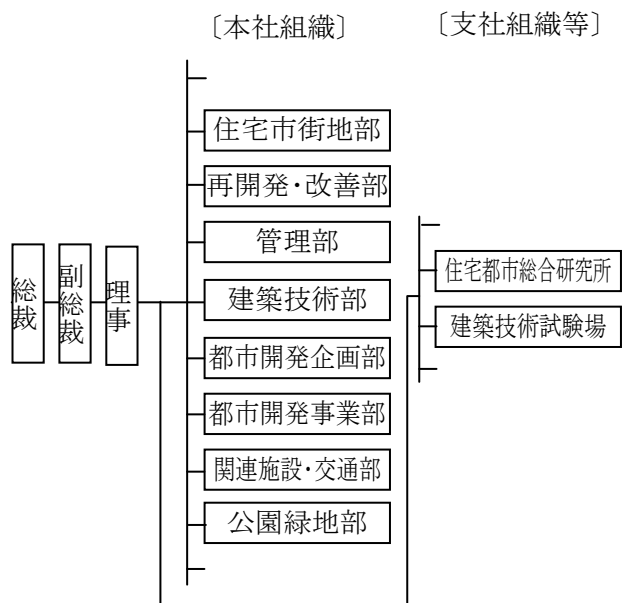 〔本社組織〕
〔支社組織等〕
総裁
副総裁
理事
住宅市街地部
再開発・改善部
管理部
建築技術部
都市開発企画部
都市開発事業部
関連施設・交通部
公園緑地部
住宅都市総合研究所
建築技術試験場